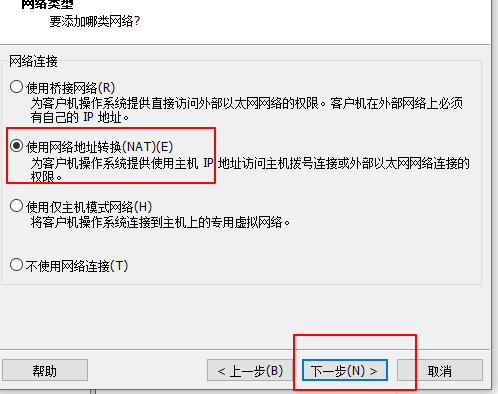 网络类型
要添加哪类网络?
网络连接
使用桥接网络(R)
为客户机操作系统提供直接访问外部以太网网络的权限。客户机在外部网络上必须
有自己的 IP 地址。
使用网络地址转换(NAT)(E)
为客户机操作系统提供使用主机 IP 地址访问主机拨号连接或外部以太网网络连接的
权限。
使用仅主机模式网络(H)
将客户机操作系统连接到主机上的专用虚拟网络。
不使用网络连接(T)
帮助
< 上一步(B)
下一步(N) >
取消